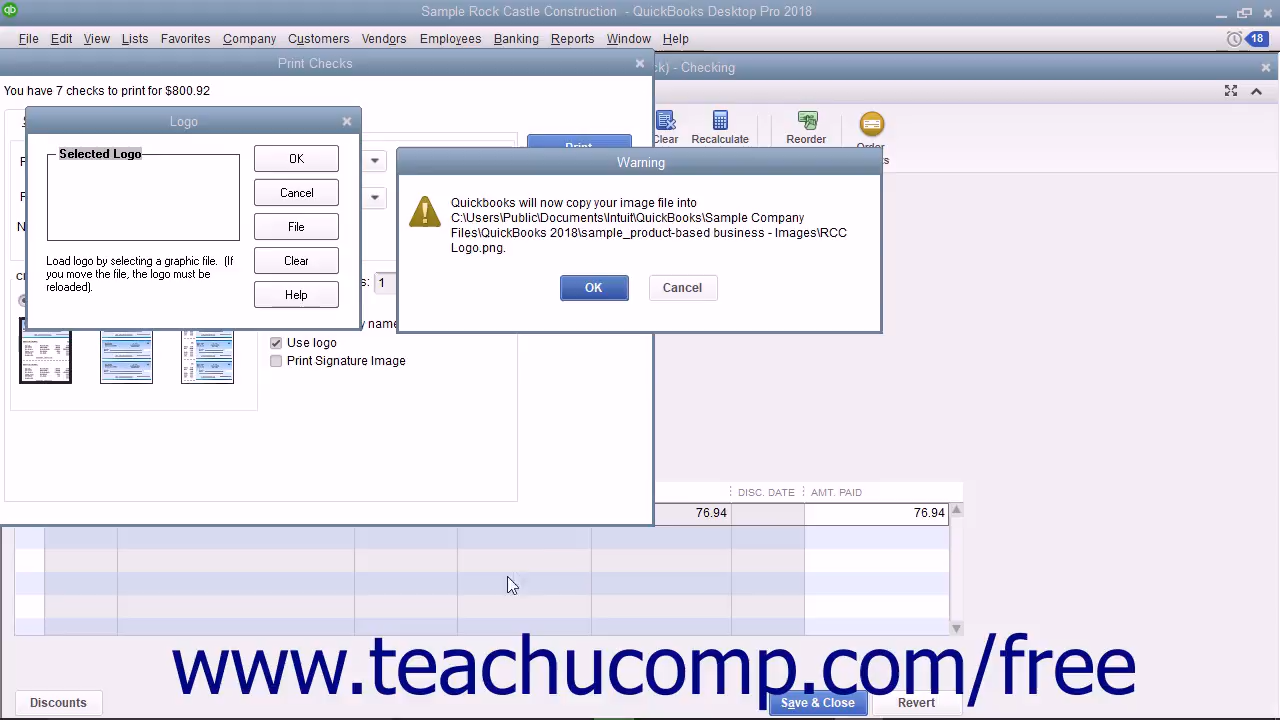 Sample Rock Castle Construction - QuickBooks Desktop Pro 2018
File Edit View Lists Favorites Company Customers Vendors Employees Banking Reports Window Help
18
Print Checks
ck) - Checking
You have 7 checks to print for $800.92
Logo
Selected Logo
OK
Cancel
File
Clear
Help
Load logo by selecting a graphic file. (If
you move the file, the logo must be
reloaded).
Print
Clear
Recalculate
Reorder
Order
Warning
Quickbooks will now copy your image file into
C:\Users\Public\Documents\Intuit\QuickBooks\Sample Company
Files\QuickBooks 2018\sample_product-based business - Images\RCC
Logo.png.
OK
Cancel
s: 1
y name
Use logo
Print Signature Image
DISC. DATE AMT. PAID
76.94 76.94
www.teachucomp.com/free
Discounts
Save & Close
Revert